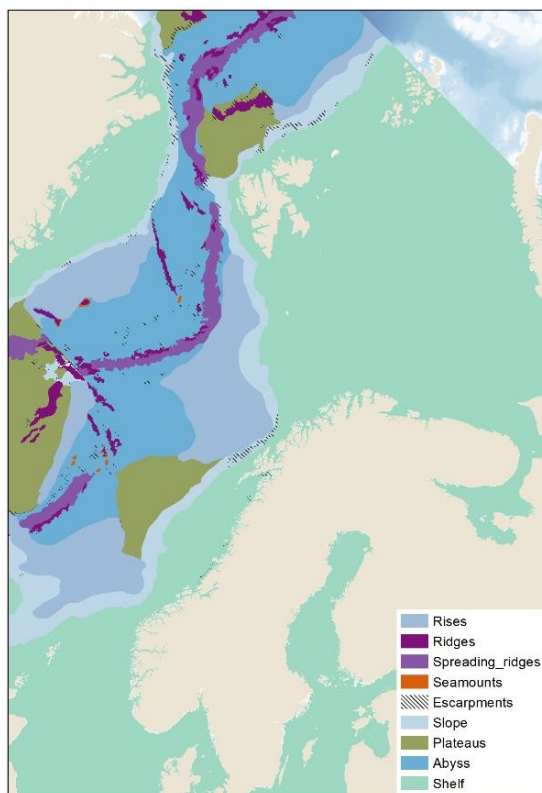 Rises
Ridges
Spreading_ridges
Seamounts
Escarpments
Slope
Plateaus
Abyss
Shelf